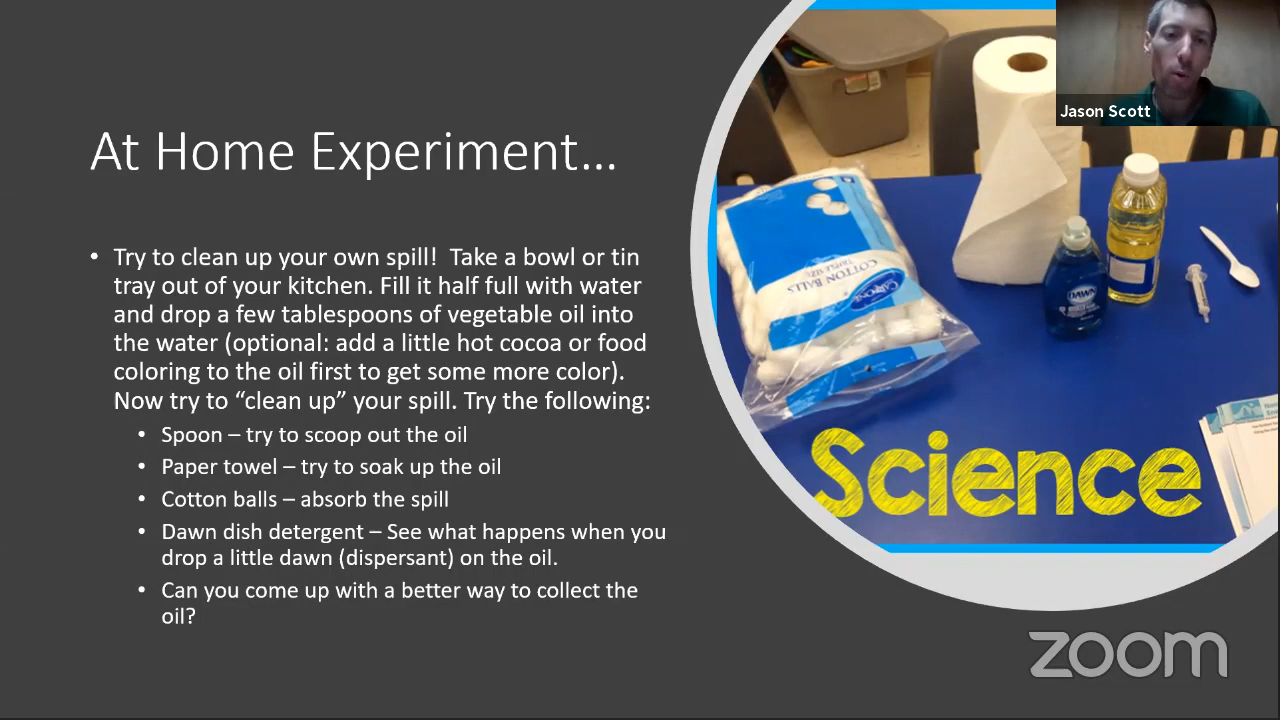 Jason Scott
At Home Experiment...
• Try to clean up your own spill!  Take a bowl or tin
tray out of your kitchen. Fill it half full with water
and drop a few tablespoons of vegetable oil into
the water (optional: add a little hot cocoa or food
coloring to the oil first to get some more color).
Now try to “clean up” your spill. Try the following:
• Spoon – try to scoop out the oil
• Paper towel – try to soak up the oil
• Cotton balls – absorb the spill
• Dawn dish detergent – See what happens when you
drop a little dawn (dispersant) on the oil.
• Can you come up with a better way to collect the
oil?
COTTON BALLS
TRIPLE SIZE
DAWN
Science
zoom